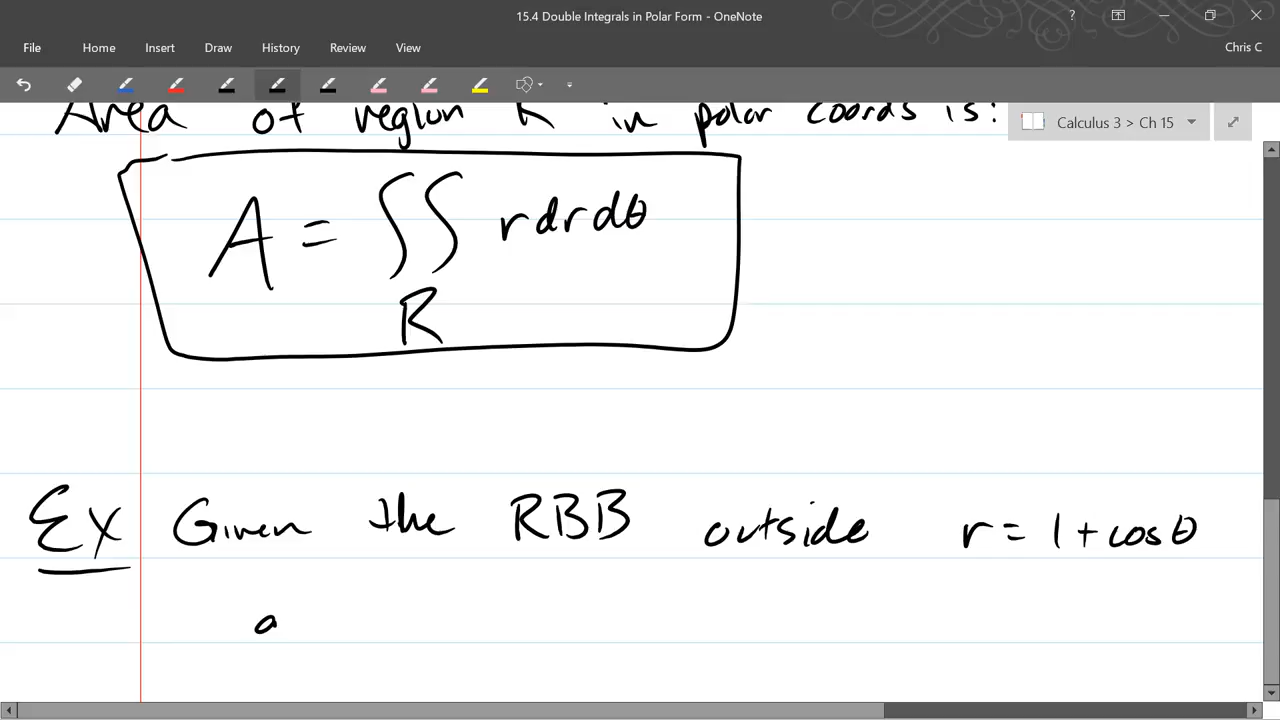 15.4 Double Integrals in Polar Form - OneNote
File Home Insert Draw History Review View Chris C
Calculus 3 > Ch 15
Area of region R in polar coords is:
A = ∬ r dr dθ
R
Ex Given the RBB outside r = 1 + cos θ
a